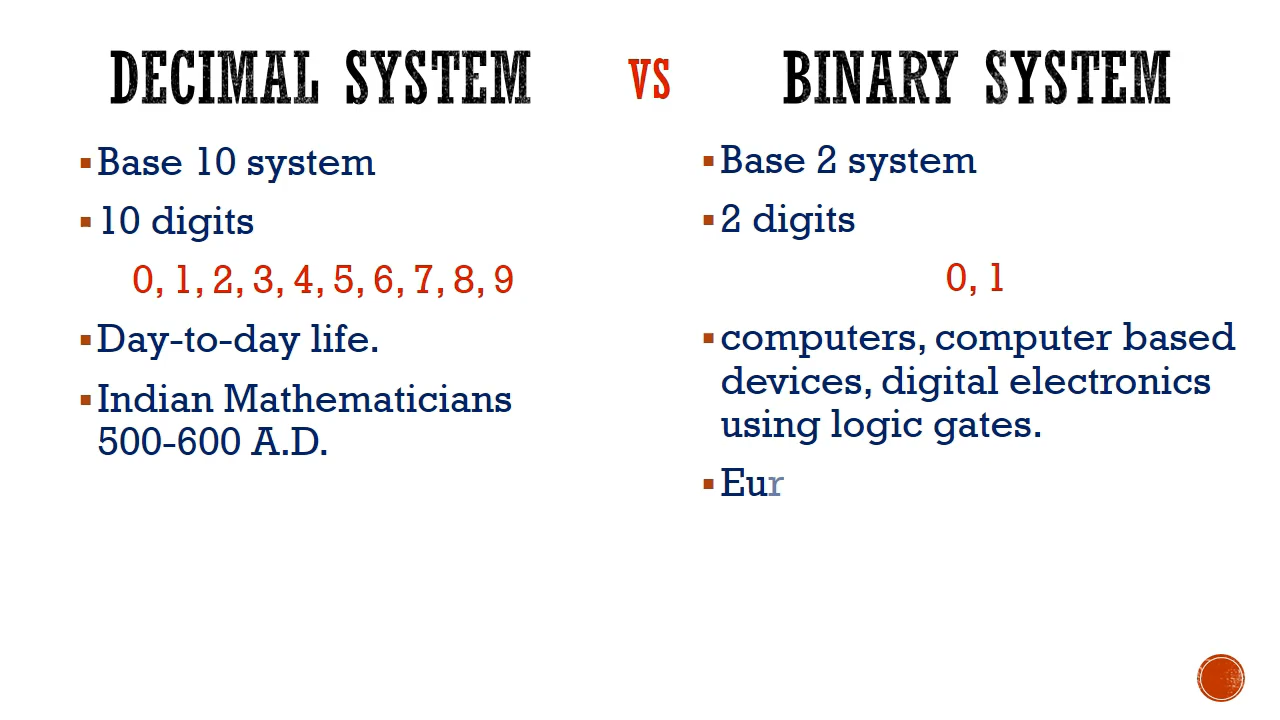 DECIMAL SYSTEM VS BINARY SYSTEM
▪Base 10 system
▪10 digits
0, 1, 2, 3, 4, 5, 6, 7, 8, 9
▪Day-to-day life.
▪Indian Mathematicians
500-600 A.D.
▪Base 2 system
▪2 digits
0, 1
▪computers, computer based
devices, digital electronics
using logic gates.
▪Eur